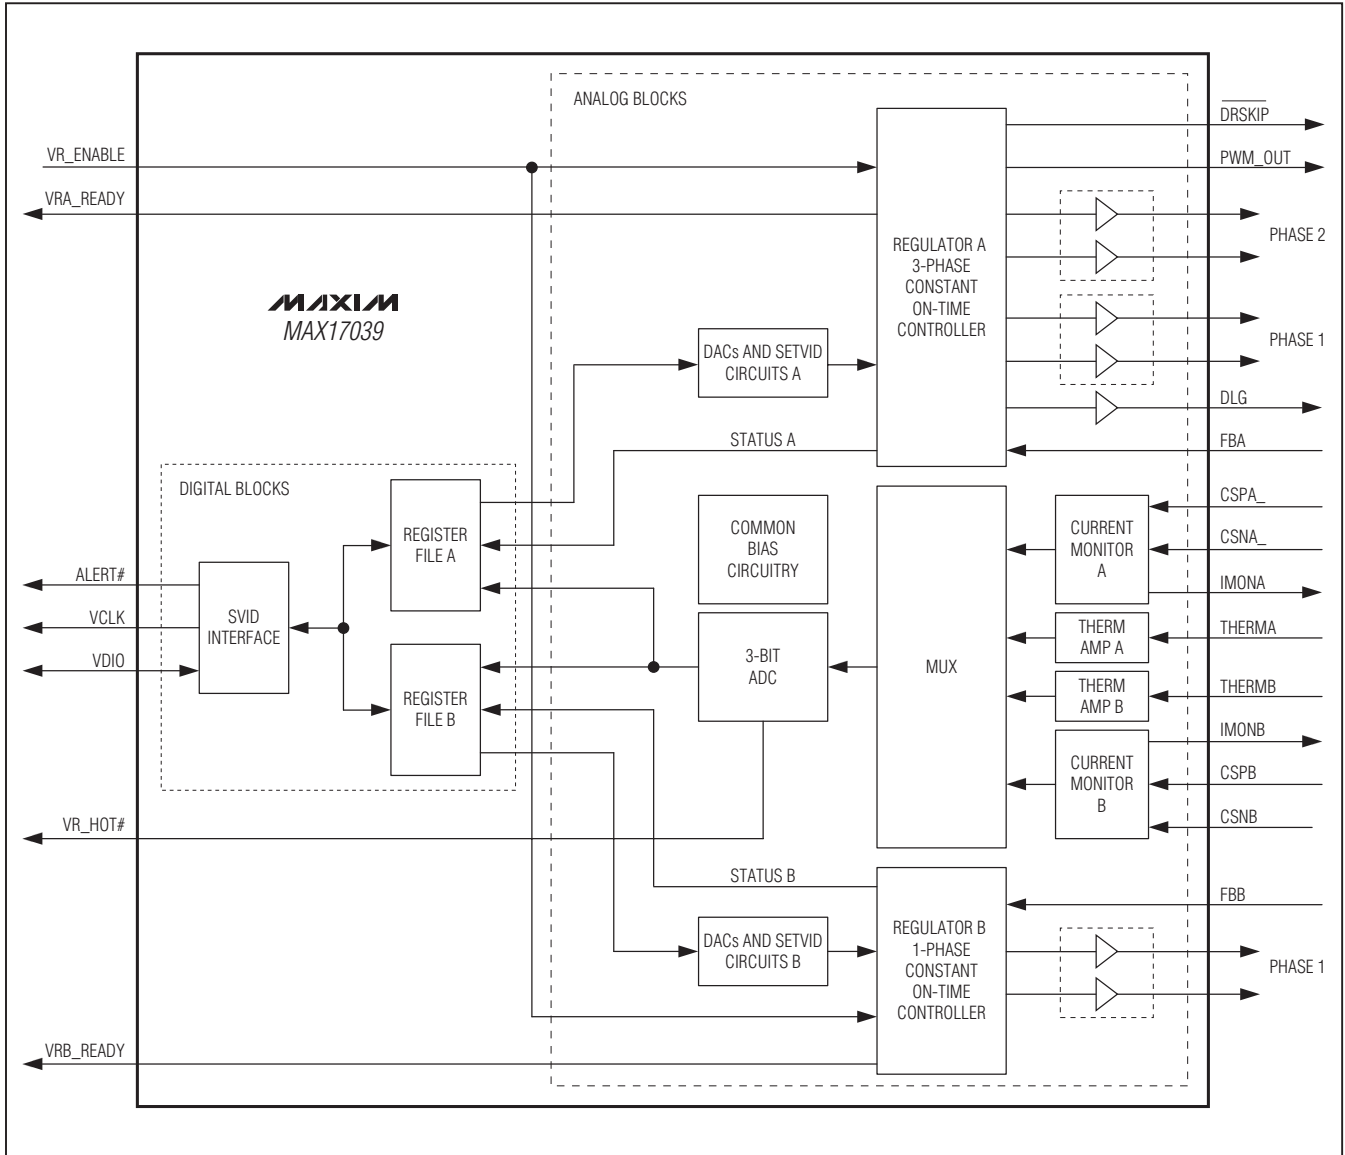 ANALOG BLOCKS
DRSKIP
VR_ENABLE
PWM_OUT
VRA_READY
PHASE 2
REGULATOR A
3-PHASE
CONSTANT
ON-TIME
CONTROLLER
MAXIM
MAX17039
PHASE 1
DACs AND SETVID
CIRCUITS A
DLG
STATUS A
FBA
DIGITAL BLOCKS
CSPA_
REGISTER
FILE A
COMMON
BIAS
CIRCUITRY
CURRENT
MONITOR
A
CSNA_
IMONA
ALERT#
VCLK
VDIO
SVID
INTERFACE
THERM
AMP A
THERMA
3-BIT
ADC
MUX
REGISTER
FILE B
THERM
AMP B
THERMB
IMONB
CURRENT
MONITOR
B
CSPB
CSNB
VR_HOT#
STATUS B
FBB
REGULATOR B
1-PHASE
CONSTANT
ON-TIME
CONTROLLER
DACs AND SETVID
CIRCUITS B
PHASE 1
VRB_READY